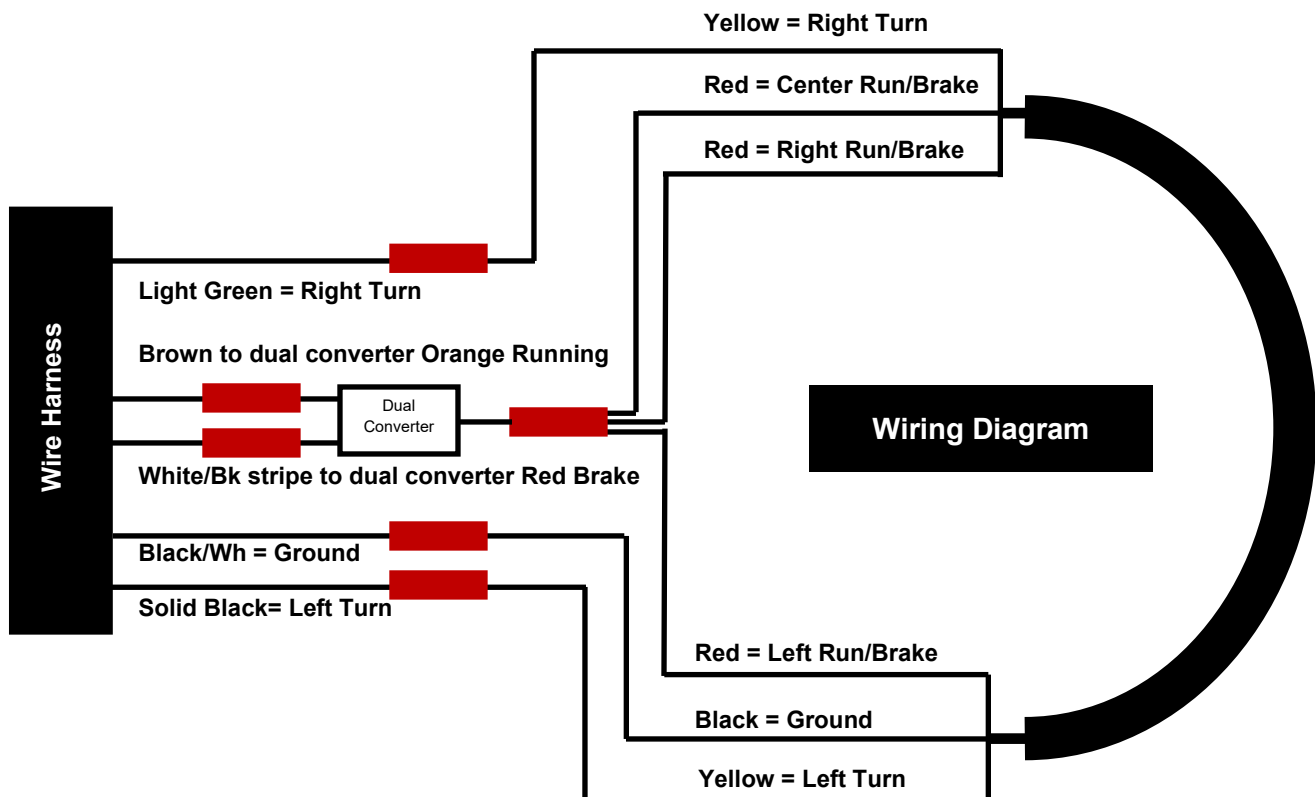 Yellow = Right Turn
Red = Center Run/Brake
Red = Right Run/Brake
Wire Harness
Light Green = Right Turn
Brown to dual converter Orange Running
Dual
Converter
White/Bk stripe to dual converter Red Brake
Wiring Diagram
Black/Wh = Ground
Solid Black= Left Turn
Red = Left Run/Brake
Black = Ground
Yellow = Left Turn